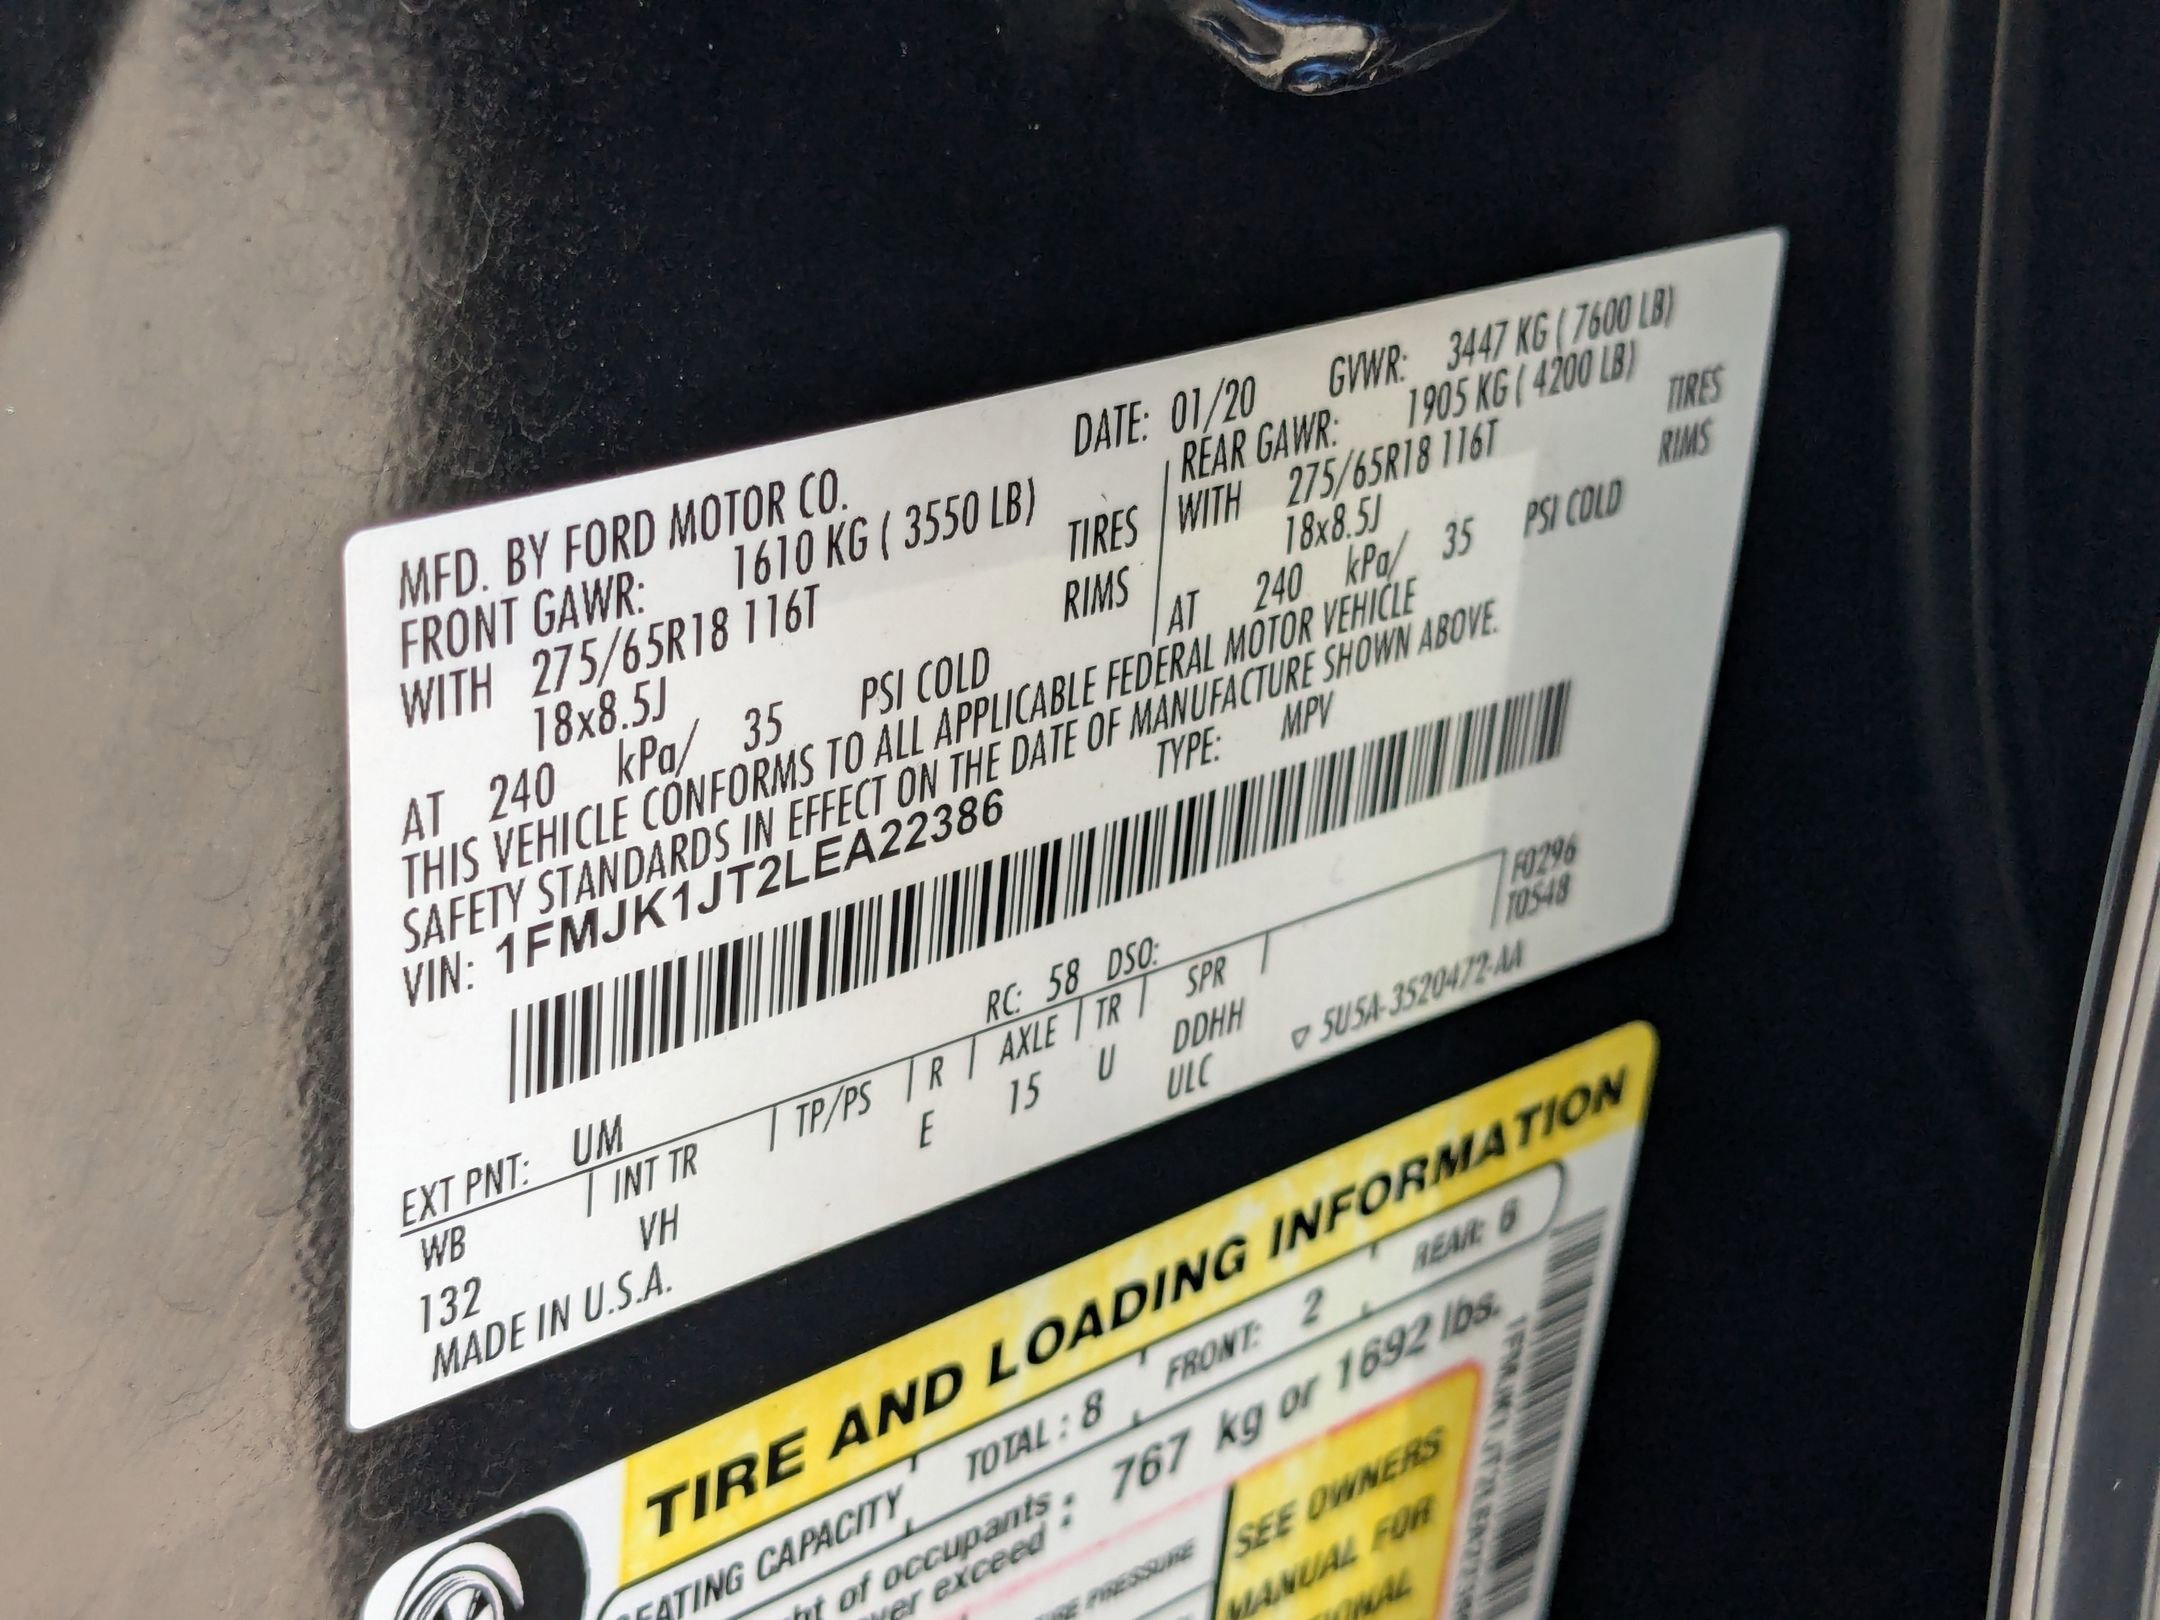 MFD. BY FORD MOTOR CO. DATE: 01/20 GVWR: 3447 KG ( 7600 LB)
FRONT GAWR: 1610 KG ( 3550 LB) REAR GAWR: 1905 KG ( 4200 LB)
WITH 275/65R18 116T TIRES WITH 275/65R18 116T TIRES
18x8.5J RIMS 18x8.5J RIMS
AT 240 kPa/ 35 PSI COLD AT 240 kPa/ 35 PSI COLD
THIS VEHICLE CONFORMS TO ALL APPLICABLE FEDERAL MOTOR VEHICLE
SAFETY STANDARDS IN EFFECT ON THE DATE OF MANUFACTURE SHOWN ABOVE.
VIN: 1FMJK1JT2LEA22386 TYPE: MPV
F0296
T0548
EXT PNT: UM RC: 58 DSO:
WB INT TR TP/PS R AXLE TR SPR
132 VH E 15 U DDHH
ULC
MADE IN U.S.A. ▽ 5U5A-3520472-AA
TIRE AND LOADING INFORMATION
SEATING CAPACITY TOTAL : 8 FRONT: 2 REAR: 6
of occupants
exceed : 767 kg or 1692 lbs.
PRESSURE
SEE OWNERS
MANUAL FOR